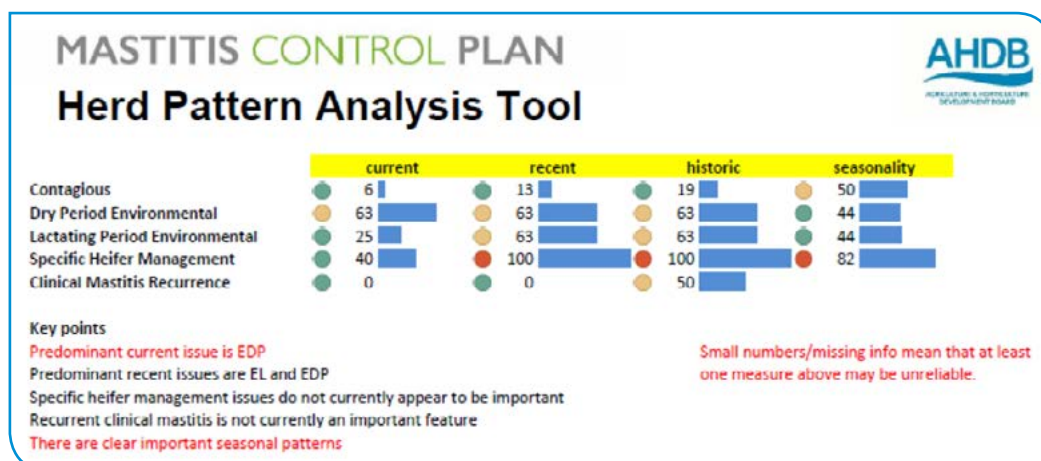 MASTITIS CONTROL PLAN
AHDB
AGRICULTURE & HORTICULTURE
DEVELOPMENT BOARD
Herd Pattern Analysis Tool
current recent historic seasonality
Contagious 6 13 19 50
Dry Period Environmental 63 63 63 44
Lactating Period Environmental 25 63 63 44
Specific Heifer Management 40 100 100 82
Clinical Mastitis Recurrence 0 0 50
Key points
Predominant current issue is EDP
Predominant recent issues are EL and EDP
Specific heifer management issues do not currently appear to be important
Recurrent clinical mastitis is not currently an important feature
There are clear important seasonal patterns
Small numbers/missing info mean that at least
one measure above may be unreliable.